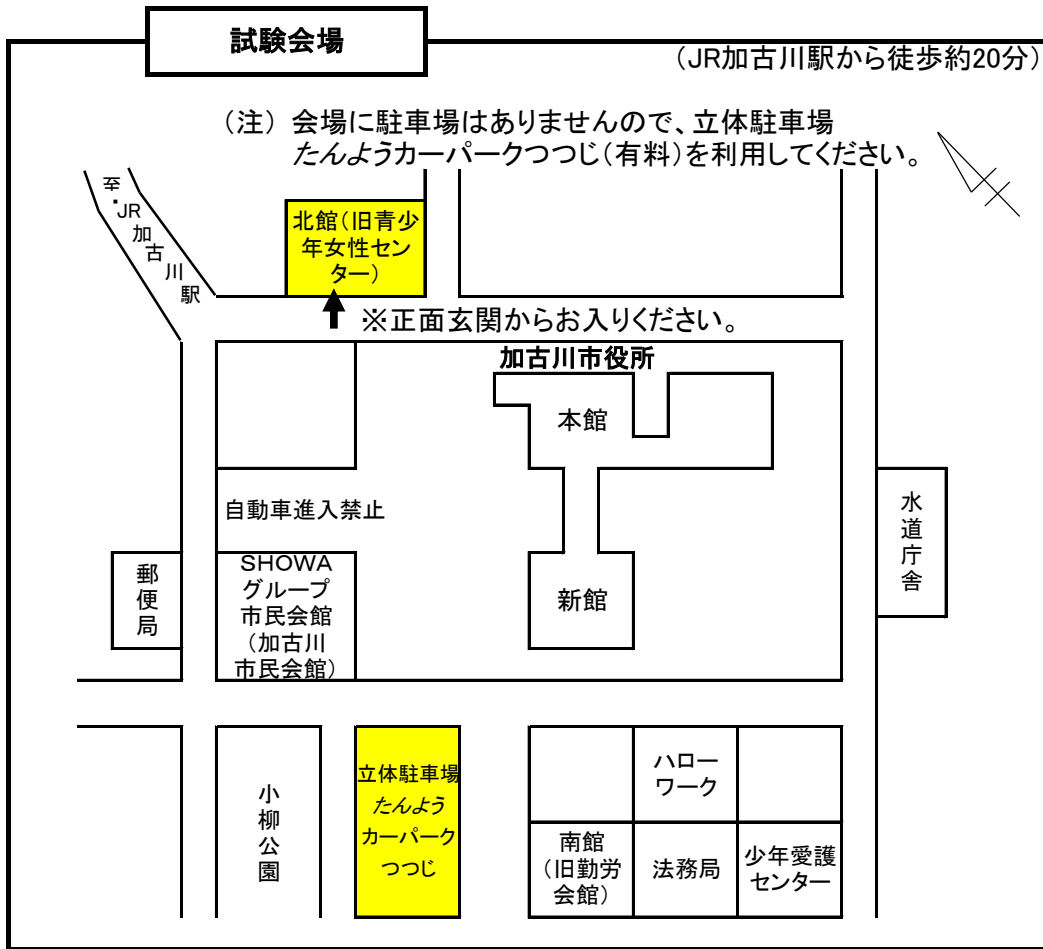 試験会場
（JR加古川駅から徒歩約20分）
（注） 会場に駐車場はありませんので、立体駐車場
たんようカーパークつつじ（有料）を利用してください。
至・JR加古川駅
北館（旧青少
年女性セン
ター）
※正面玄関からお入りください。
加古川市役所
本館
自動車進入禁止
水道庁舎
郵便局
SHOWA
グループ
市民会館
（加古川
市民会館）
新館
小柳公園
立体駐車場
たんよう
カーパーク
つつじ
ハロー
ワーク
南館
（旧勤労
会館）
法務局
少年愛護
センター